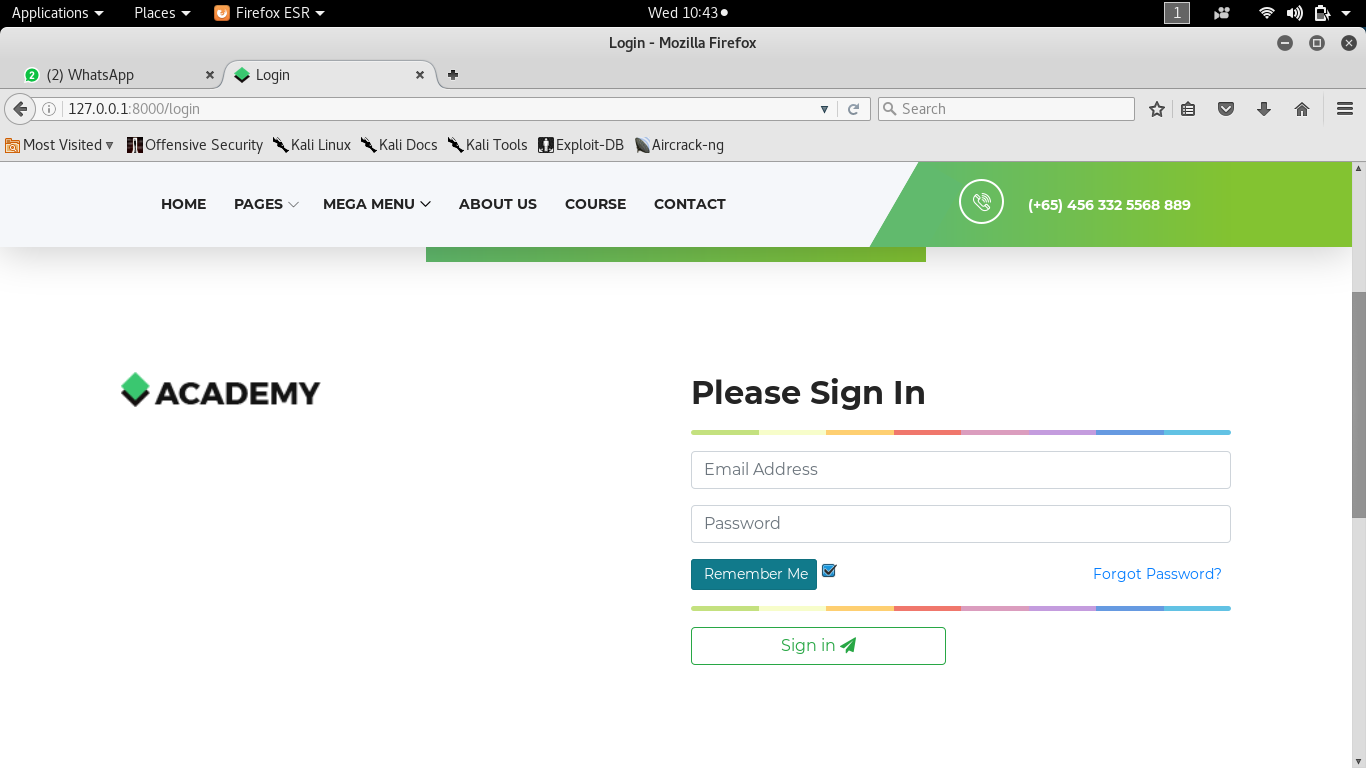 Applications Places Firefox ESR Wed 10:43 1
Login - Mozilla Firefox
2 (2) WhatsApp Login
127.0.0.1:8000/login Search
Most Visited Offensive Security Kali Linux Kali Docs Kali Tools Exploit-DB Aircrack-ng
HOME PAGES MEGA MENU ABOUT US COURSE CONTACT (+65) 456 332 5568 889
ACADEMY
Please Sign In
Email Address
Password
Remember Me Forgot Password?
Sign in